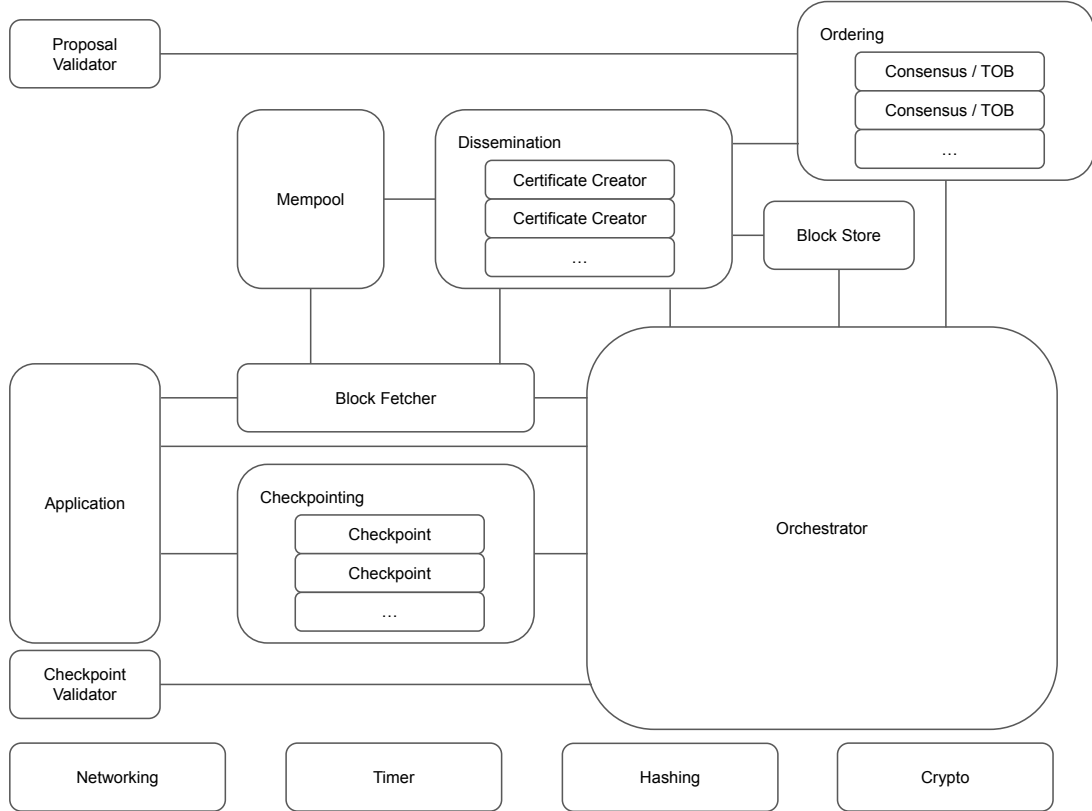 Proposal
Validator
Ordering
Consensus / TOB
Consensus / TOB
…
Mempool
Dissemination
Certificate Creator
Certificate Creator
…
Block Store
Block Fetcher
Application
Checkpointing
Checkpoint
Checkpoint
…
Orchestrator
Checkpoint
Validator
Networking
Timer
Hashing
Crypto